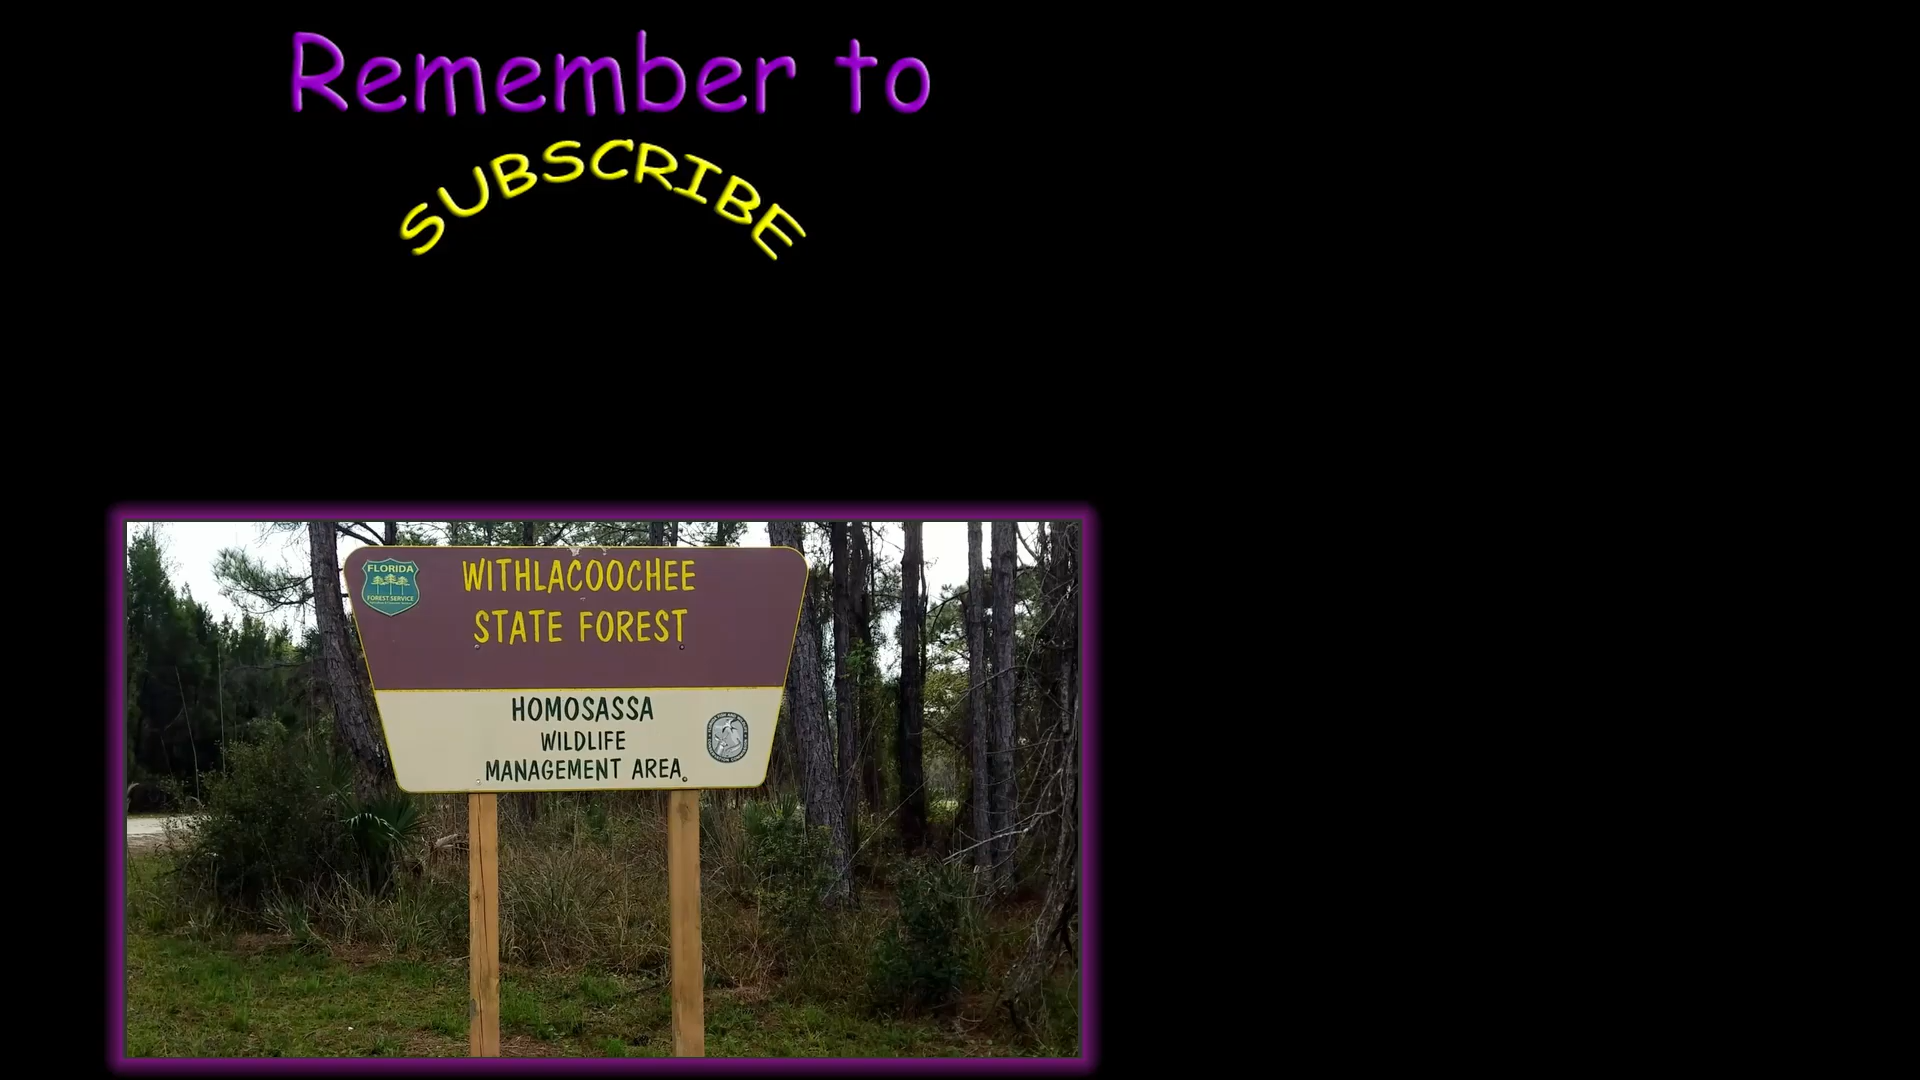 Remember to
SUBSCRIBE
FLORIDA
FOREST SERVICE
WITHLACOOCHEE
STATE FOREST
HOMOSASSA
WILDLIFE
MANAGEMENT AREA